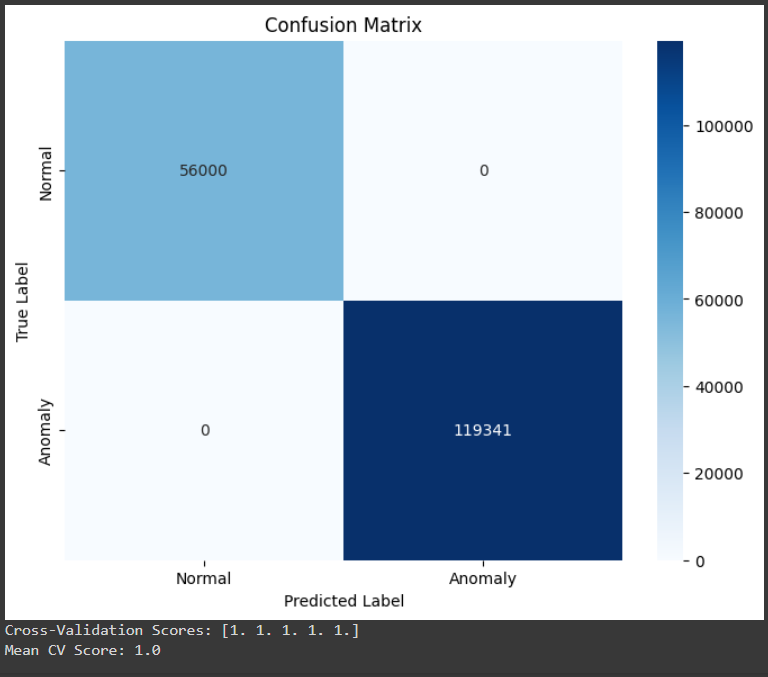 Confusion Matrix
Normal
56000
0
100000
80000
60000
True Label
40000
Anomaly
0
119341
20000
0
Normal
Anomaly
Predicted Label
Cross-Validation Scores: [1. 1. 1. 1. 1.]
Mean CV Score: 1.0